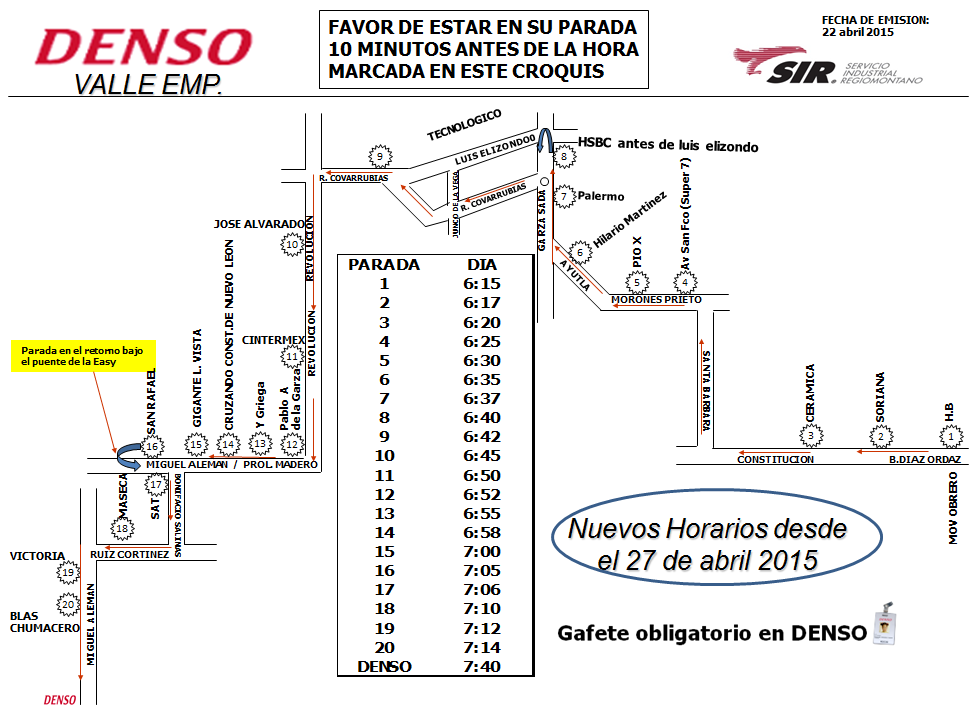 DENSO
VALLE EMP.
FAVOR DE ESTAR EN SU PARADA
10 MINUTOS ANTES DE LA HORA
MARCADA EN ESTE CROQUIS
FECHA DE EMISION:
22 abril 2015
SIR.
SERVICIO
INDUSTRIAL
REGIOMONTANO
TECNOLOGICO
LUIS ELIZONDO0
HSBC antes de luis elizondo
9
8
R. COVARRUBIAS
JUNCO DE LA VEGA
R. COVARRUBIAS
GARZA SADA
7
Palermo
Hilario Martinez
6
AYUTLA
PIO X
5
Av San Fco (Super 7)
4
MORONES PRIETO
JOSE ALVARADO
10
REVOLUCION
REVOLUCION
CINTERMEX
11
Parada en el retorno bajo
el puente de la Easy
SAN RAFAEL
GIGANTE L. VISTA
CRUZANDO CONST.DE NUEVO LEON
Y Griega
Pablo A
de la Garza
16
15
14
13
12
MIGUEL ALEMAN / PROL. MADERO
SANTA BARBARA
CERAMICA
3
SORIANA
2
H.B
1
CONSTITUCION
B.DIAZ ORDAZ
MOV OBRERO
MASECA
18
SAT
17
BONIFACIO SALINAS
RUIZ CORTINEZ
VICTORIA
19
20
BLAS
CHUMACERO
MIGUEL ALEMAN
DENSO
PARADA DIA
1 6:15
2 6:17
3 6:20
4 6:25
5 6:30
6 6:35
7 6:37
8 6:40
9 6:42
10 6:45
11 6:50
12 6:52
13 6:55
14 6:58
15 7:00
16 7:05
17 7:06
18 7:10
19 7:12
20 7:14
DENSO 7:40
Nuevos Horarios desde
el 27 de abril 2015
Gafete obligatorio en DENSO
DENSO